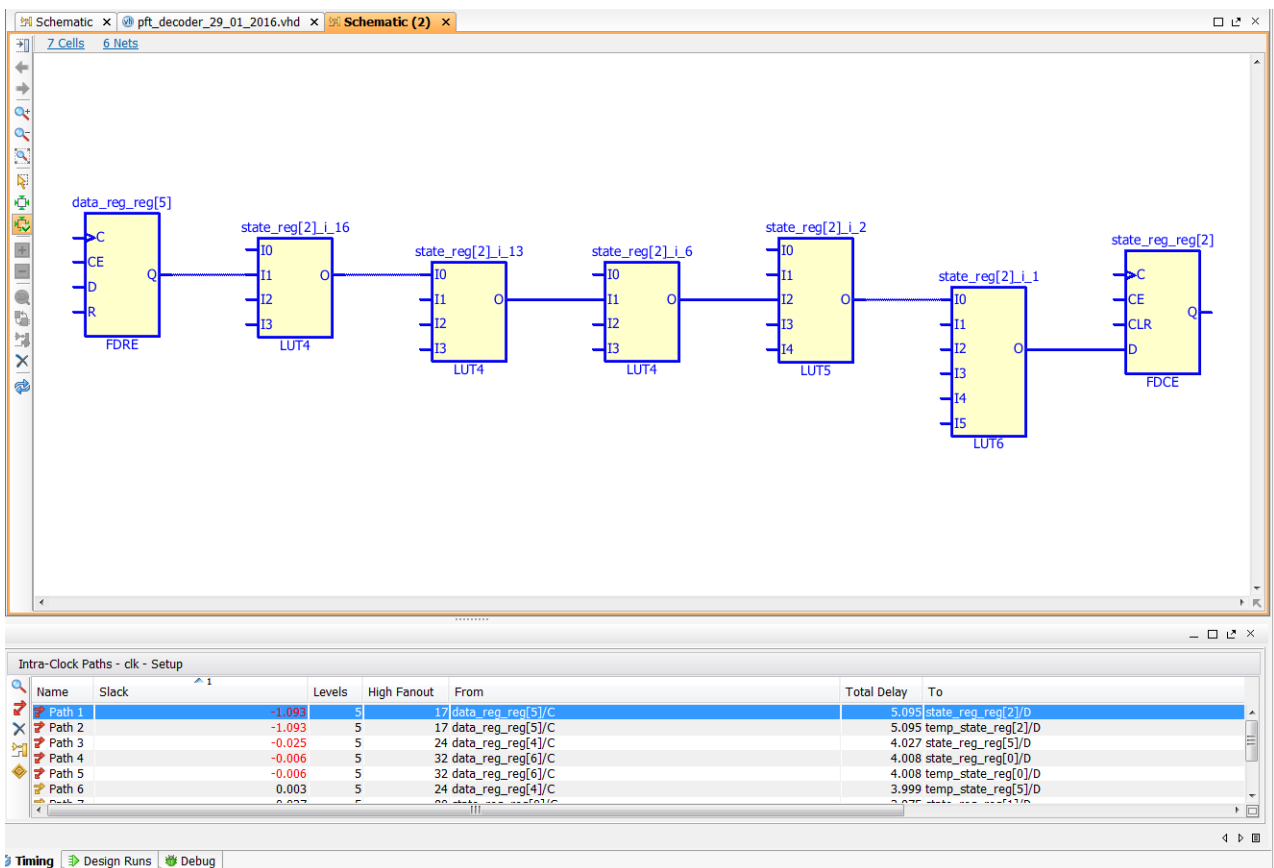 Schematic × pft_decoder_29_01_2016.vhd × Schematic (2) ×
7 Cells 6 Nets
data_reg_reg[5]
C
CE
D
R
Q
FDRE
state_reg[2]_i_16
I0
I1
I2
I3
O
LUT4
state_reg[2]_i_13
I0
I1
I2
I3
O
LUT4
state_reg[2]_i_6
I0
I1
I2
I3
O
LUT4
state_reg[2]_i_2
I0
I1
I2
I3
I4
O
LUT5
state_reg[2]_i_1
I0
I1
I2
I3
I4
I5
O
LUT6
state_reg_reg[2]
C
CE
CLR
D
Q
FDCE
Intra-Clock Paths - clk - Setup
Name Slack 1 Levels High Fanout From Total Delay To
Path 1 -1.093 5 17 data_reg_reg[5]/C 5.095 state_reg_reg[2]/D
Path 2 -1.093 5 17 data_reg_reg[5]/C 5.095 temp_state_reg[2]/D
Path 3 -0.025 5 24 data_reg_reg[4]/C 4.027 state_reg_reg[5]/D
Path 4 -0.006 5 32 data_reg_reg[6]/C 4.008 state_reg_reg[0]/D
Path 5 -0.006 5 32 data_reg_reg[6]/C 4.008 temp_state_reg[0]/D
Path 6 0.003 5 24 data_reg_reg[4]/C 3.999 temp_state_reg[5]/D
Timing Design Runs Debug